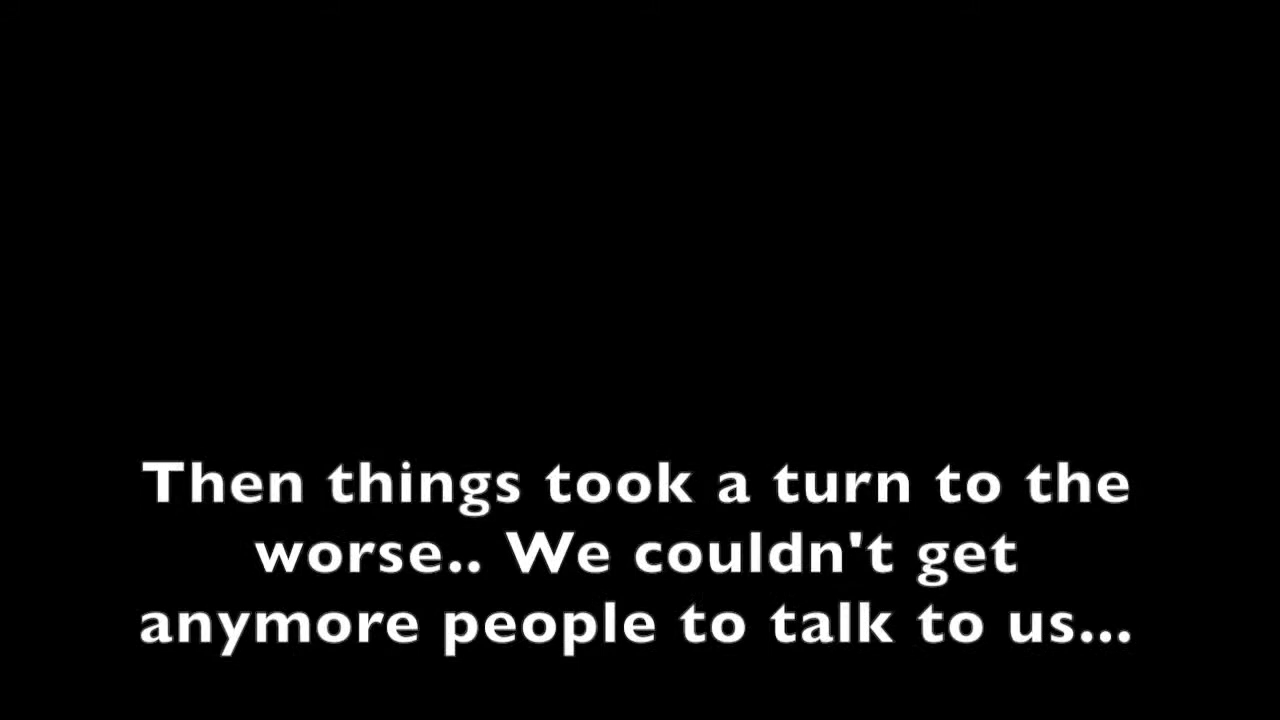 Then things took a turn to the
worse.. We couldn't get
anymore people to talk to us...